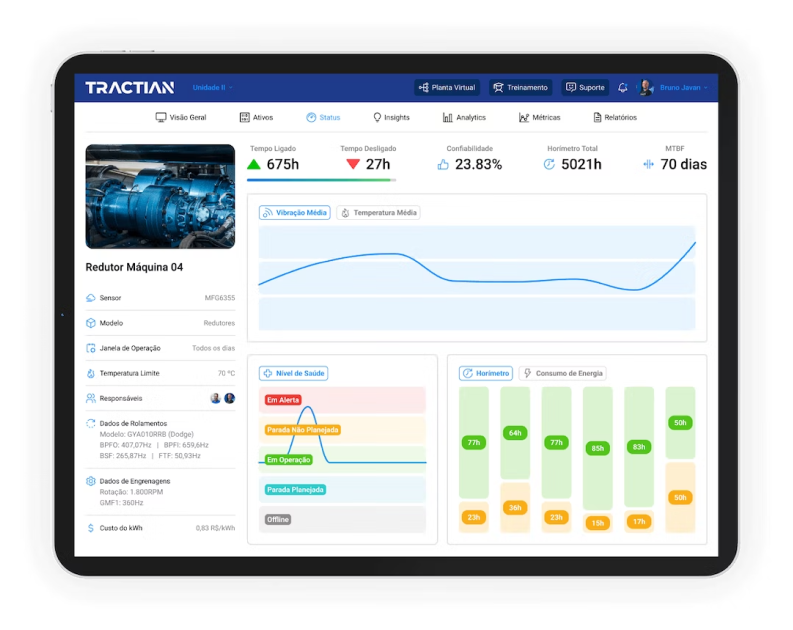 TRACTIAN
Unidade II
Planta Virtual
Treinamento
Suporte
Bruno Javan
Visão Geral
Ativos
Status
Insights
Analytics
Métricas
Relatórios
Tempo Ligado
675h
Tempo Desligado
27h
Confiabilidade
23.83%
Horímetro Total
5021h
MTBF
70 dias
Redutor Máquina 04
Sensor MFG6355
Modelo Redutores
Janela de Operação Todos os dias
Temperatura Limite 70 °C
Responsáveis
Dados de Rolamentos
Modelo: GYA010RRB (Dodge)
BPFO: 407,07Hz | BPFI: 659,6Hz
BSF: 265,87Hz | FTF: 50,93Hz
Dados de Engrenagens
Rotação: 1.800RPM
GMF1: 360Hz
Custo do kWh 0,83 R$/kWh
Vibração Média
Temperatura Média
Nível de Saúde
Em Alerta
Parada Não Planejada
Em Operação
Parada Planejada
Offline
Horímetro
Consumo de Energia
77h
64h
77h
85h
83h
50h
23h
36h
23h
15h
17h
50h